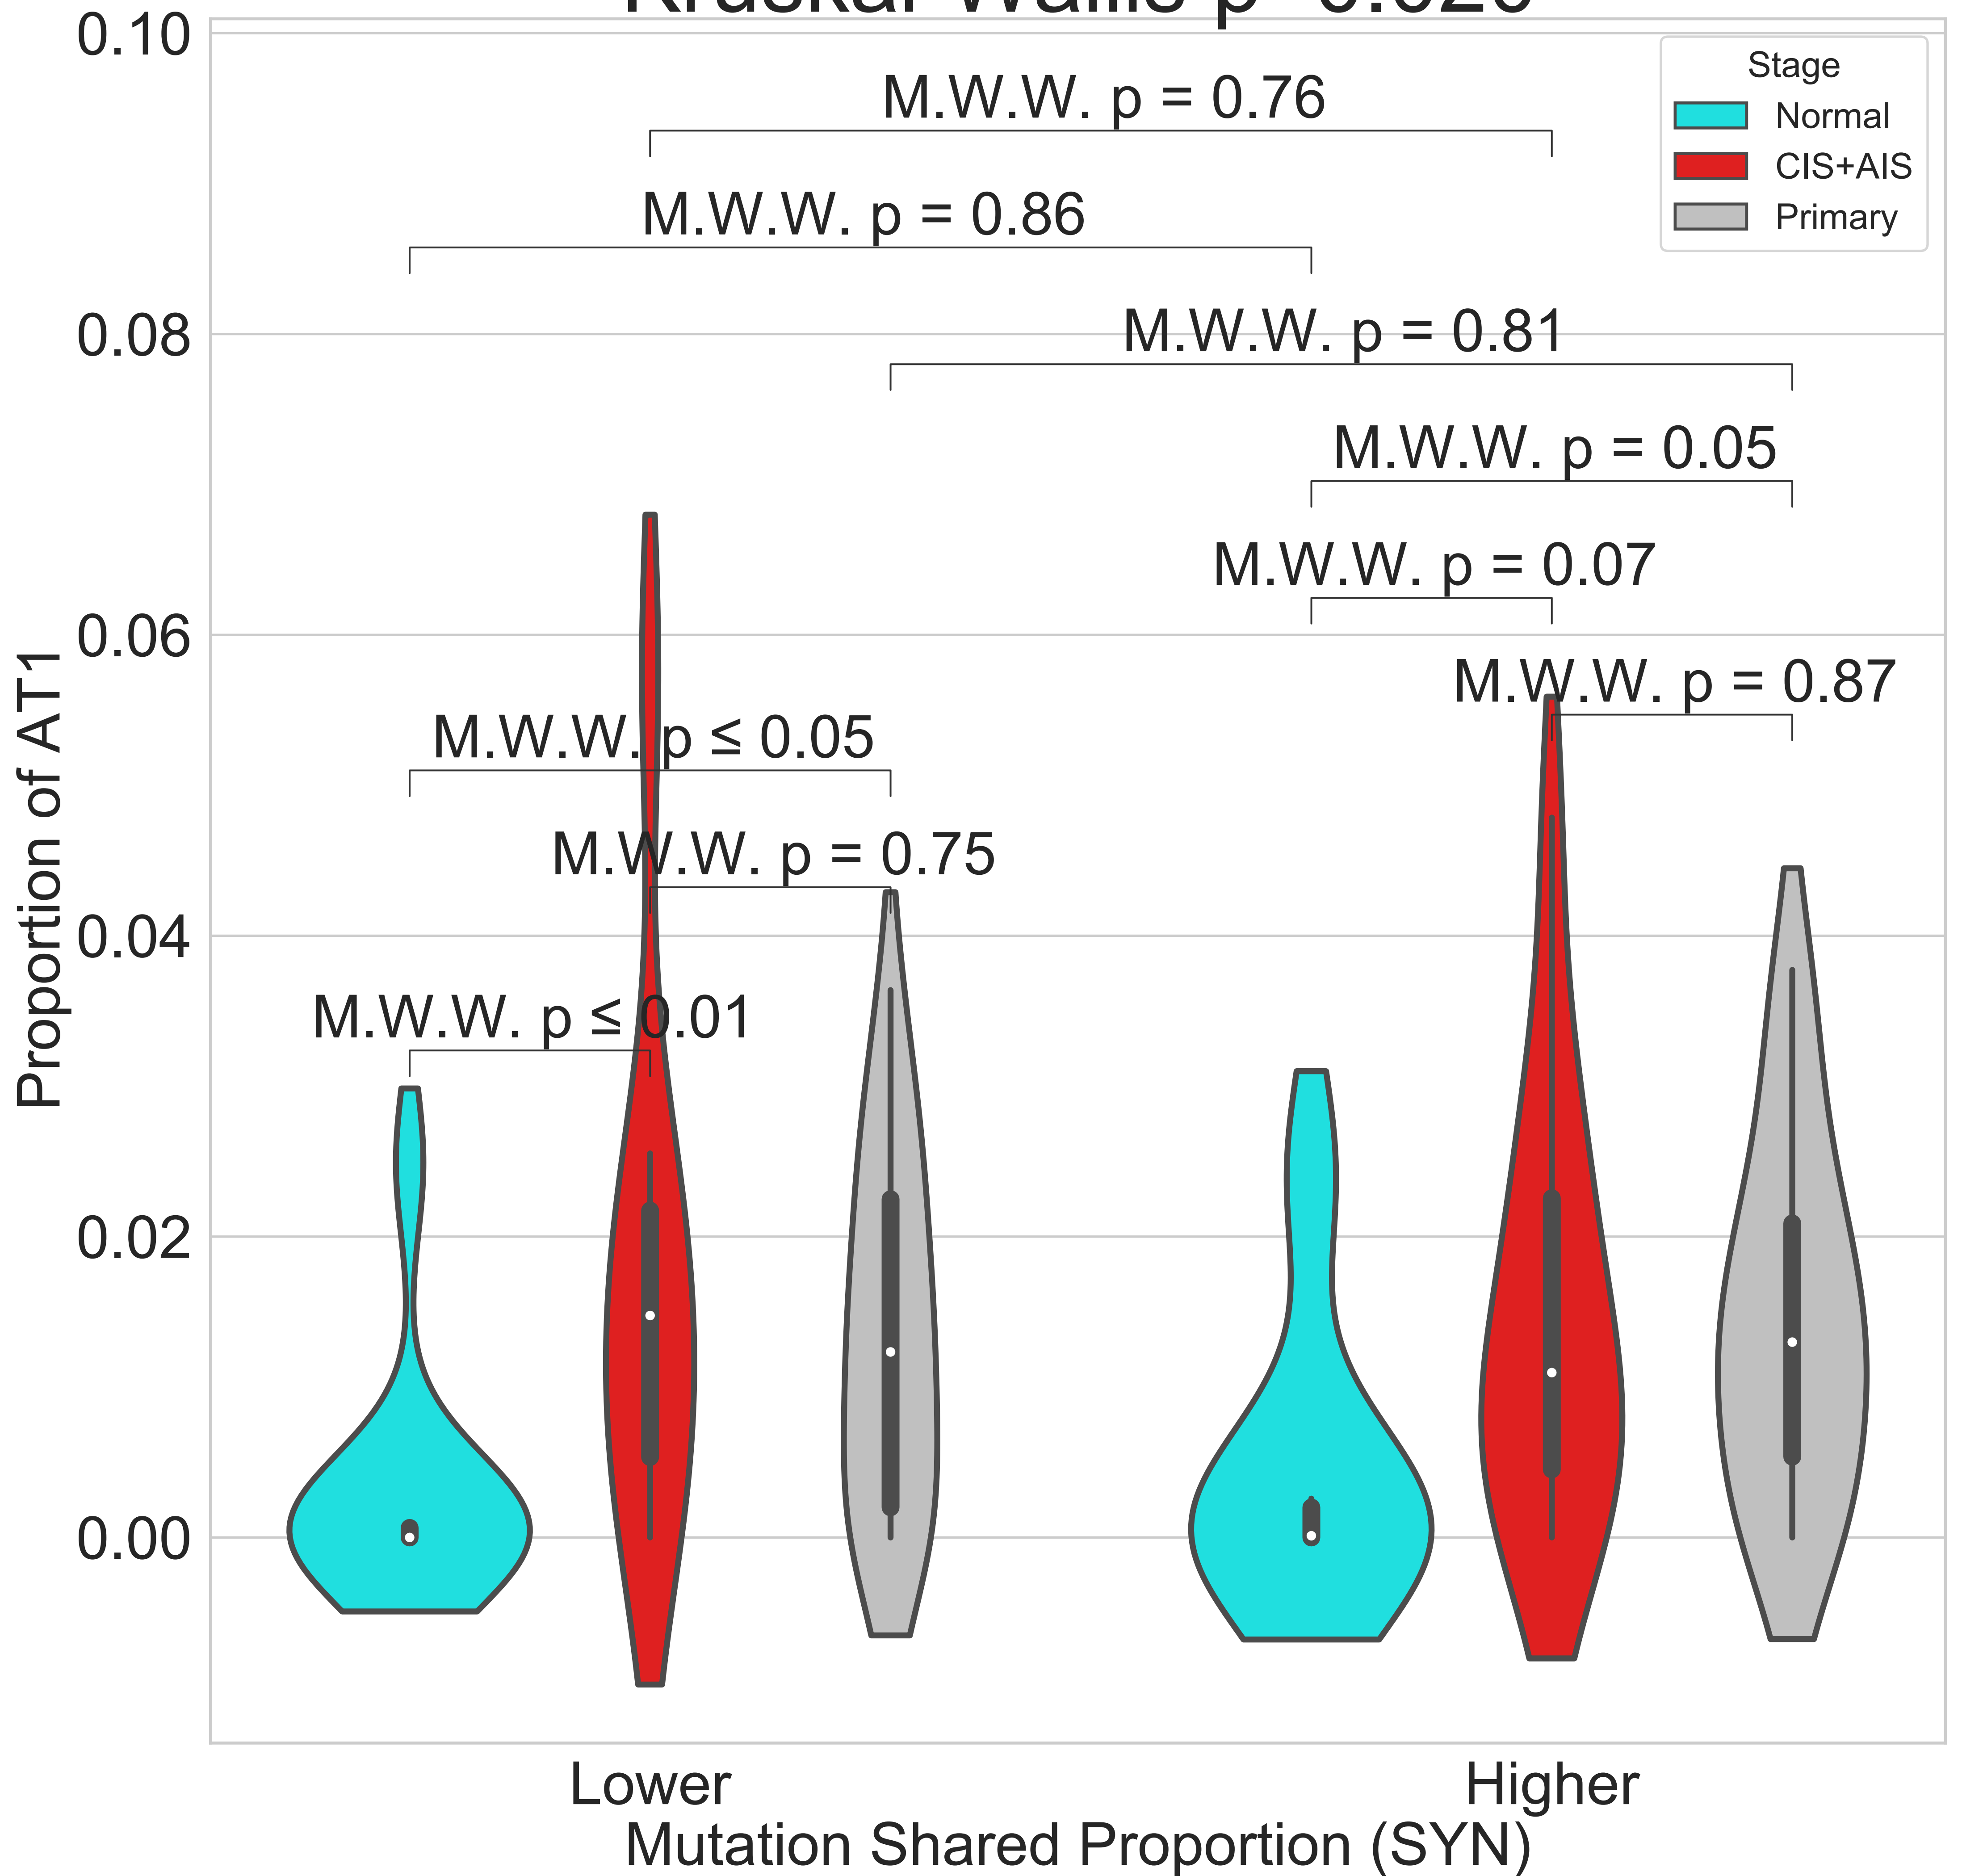 0.10
M.W.W. p = 0.76
Stage
Normal
CIS+AIS
Primary
M.W.W. p = 0.86
0.08
M.W.W. p = 0.81
M.W.W. p = 0.05
M.W.W. p = 0.07
0.06
M.W.W. p = 0.87
M.W.W. p ≤ 0.05
M.W.W. p = 0.75
0.04
M.W.W. p ≤ 0.01
Proportion of AT1
0.02
0.00
Lower
Higher
Mutation Shared Proportion (SYN)